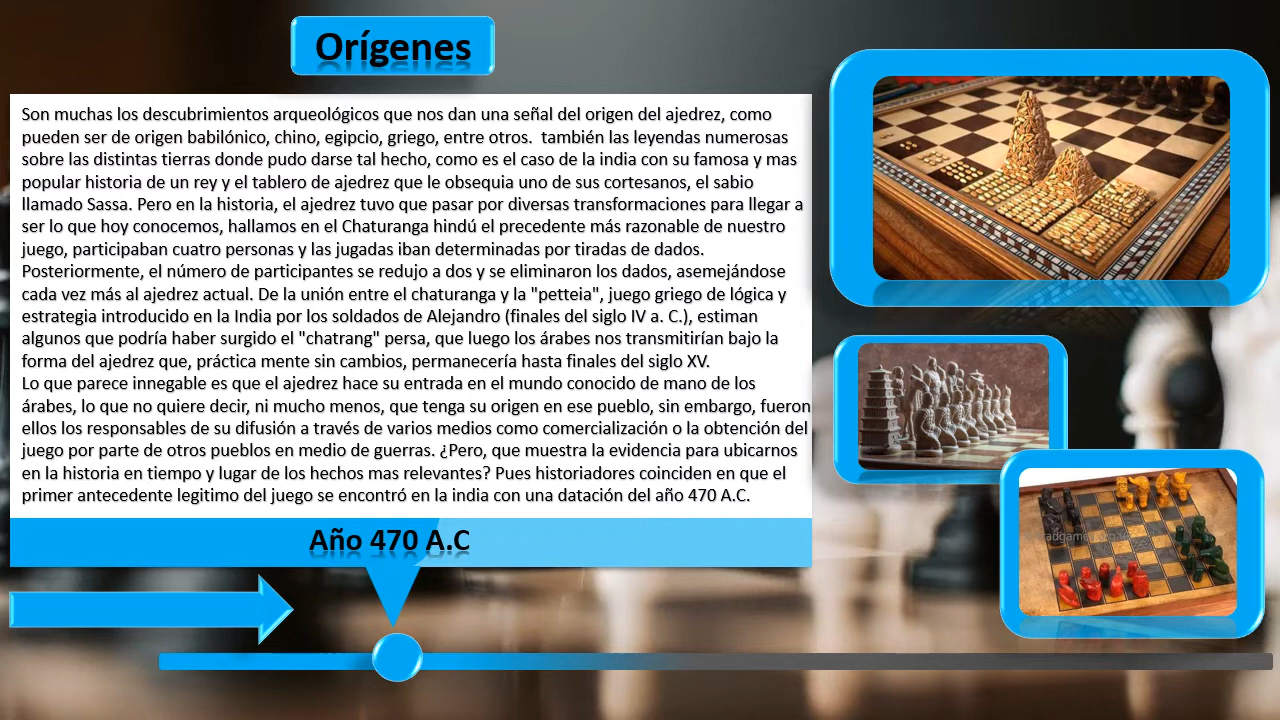 Orígenes
Son muchas los descubrimientos arqueológicos que nos dan una señal del origen del ajedrez, como
pueden ser de origen babilónico, chino, egipcio, griego, entre otros.  también las leyendas numerosas
sobre las distintas tierras donde pudo darse tal hecho, como es el caso de la india con su famosa y mas
popular historia de un rey y el tablero de ajedrez que le obsequia uno de sus cortesanos, el sabio
llamado Sassa. Pero en la historia, el ajedrez tuvo que pasar por diversas transformaciones para llegar a
ser lo que hoy conocemos, hallamos en el Chaturanga hindú el precedente más razonable de nuestro
juego, participaban cuatro personas y las jugadas iban determinadas por tiradas de dados.
Posteriormente, el número de participantes se redujo a dos y se eliminaron los dados, asemejándose
cada vez más al ajedrez actual. De la unión entre el chaturanga y la "petteia", juego griego de lógica y
estrategia introducido en la India por los soldados de Alejandro (finales del siglo IV a. C.), estiman
algunos que podría haber surgido el "chatrang" persa, que luego los árabes nos transmitirían bajo la
forma del ajedrez que, práctica mente sin cambios, permanecería hasta finales del siglo XV.
Lo que parece innegable es que el ajedrez hace su entrada en el mundo conocido de mano de los
árabes, lo que no quiere decir, ni mucho menos, que tenga su origen en ese pueblo, sin embargo, fueron
ellos los responsables de su difusión a través de varios medios como comercialización o la obtención del
juego por parte de otros pueblos en medio de guerras. ¿Pero, que muestra la evidencia para ubicarnos
en la historia en tiempo y lugar de los hechos mas relevantes? Pues historiadores coinciden en que el
primer antecedente legitimo del juego se encontró en la india con una datación del año 470 A.C.
Año 470 A.C